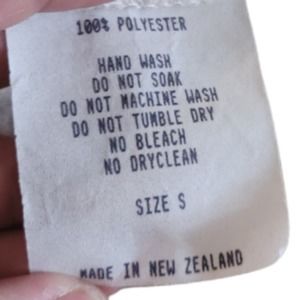 100% POLYESTER
HAND WASH
DO NOT SOAK
DO NOT MACHINE WASH
DO NOT TUMBLE DRY
NO BLEACH
NO DRYCLEAN
SIZE S
MADE IN NEW ZEALAND